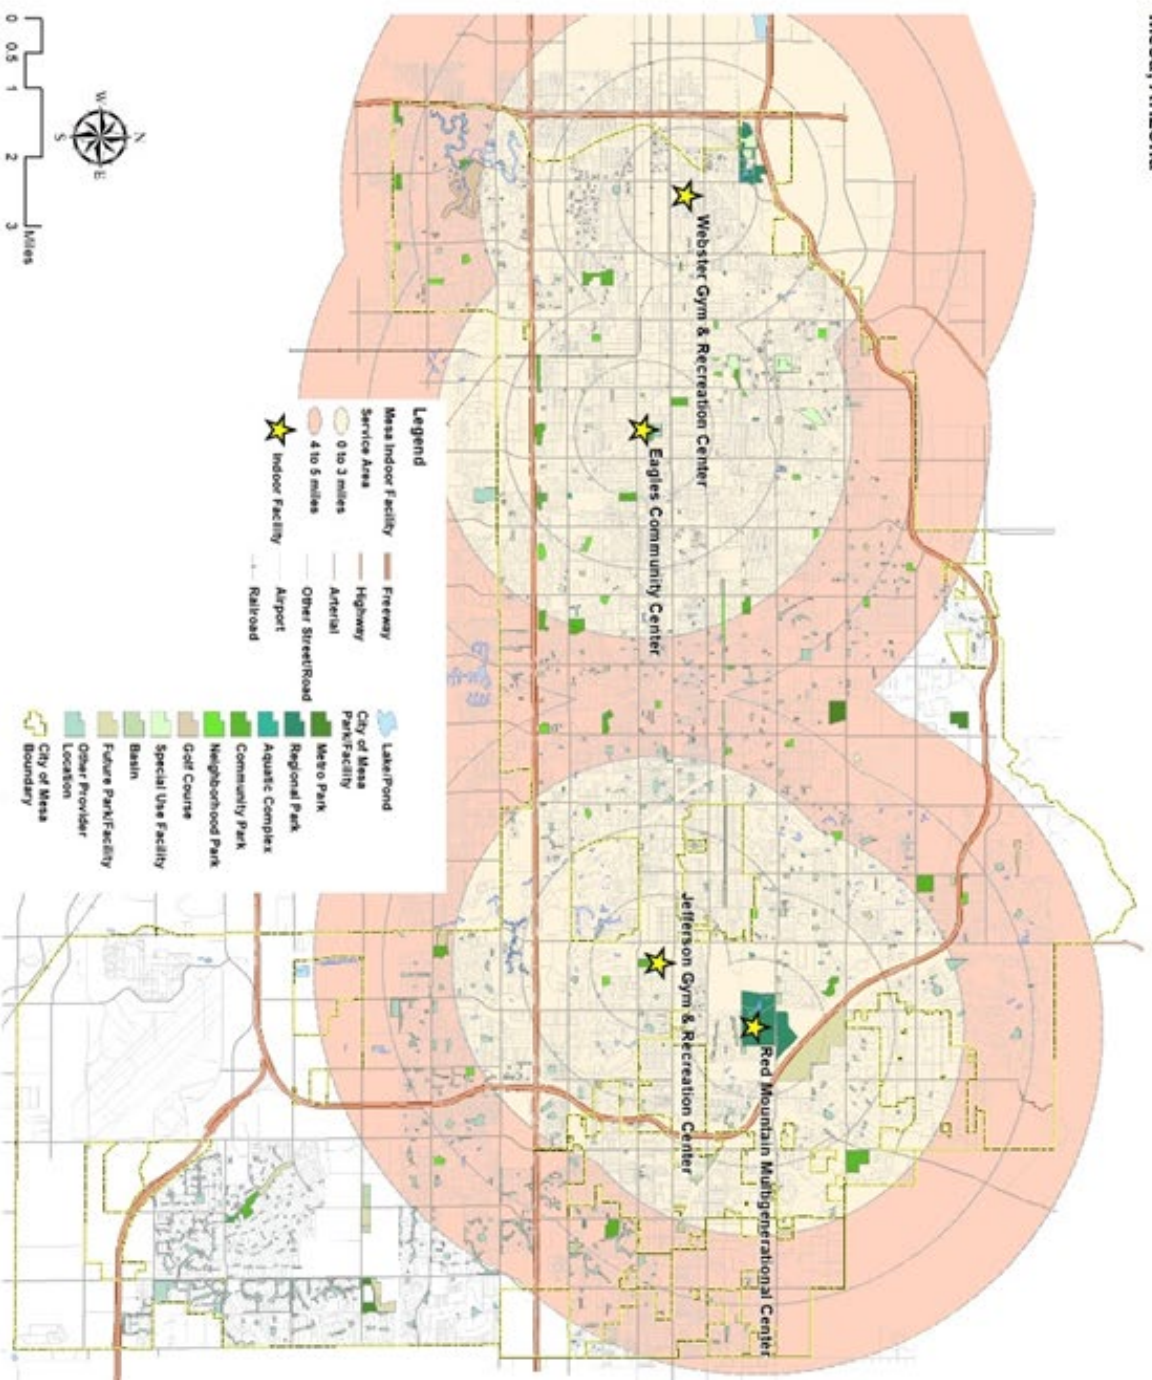 Mesa, Arizona
Webster Gym & Recreation Center
Eagles Community Center
Jefferson Gym & Recreation Center
Red Mountain Multigenerational Center
Legend
Mesa Indoor Facility
Service Area
0 to 3 miles
4 to 5 miles
Indoor Facility
Freeway
Highway
Arterial
Other Street/Road
Airport
Railroad
Lake/Pond
City of Mesa
Park/Facility
Metro Park
Regional Park
Aquatic Complex
Community Park
Neighborhood Park
Golf Course
Special Use Facility
Basin
Future Park/Facility
Other Provider
Location
City of Mesa
Boundary
N
W
E
S
0 0.5 1 2 3
Miles